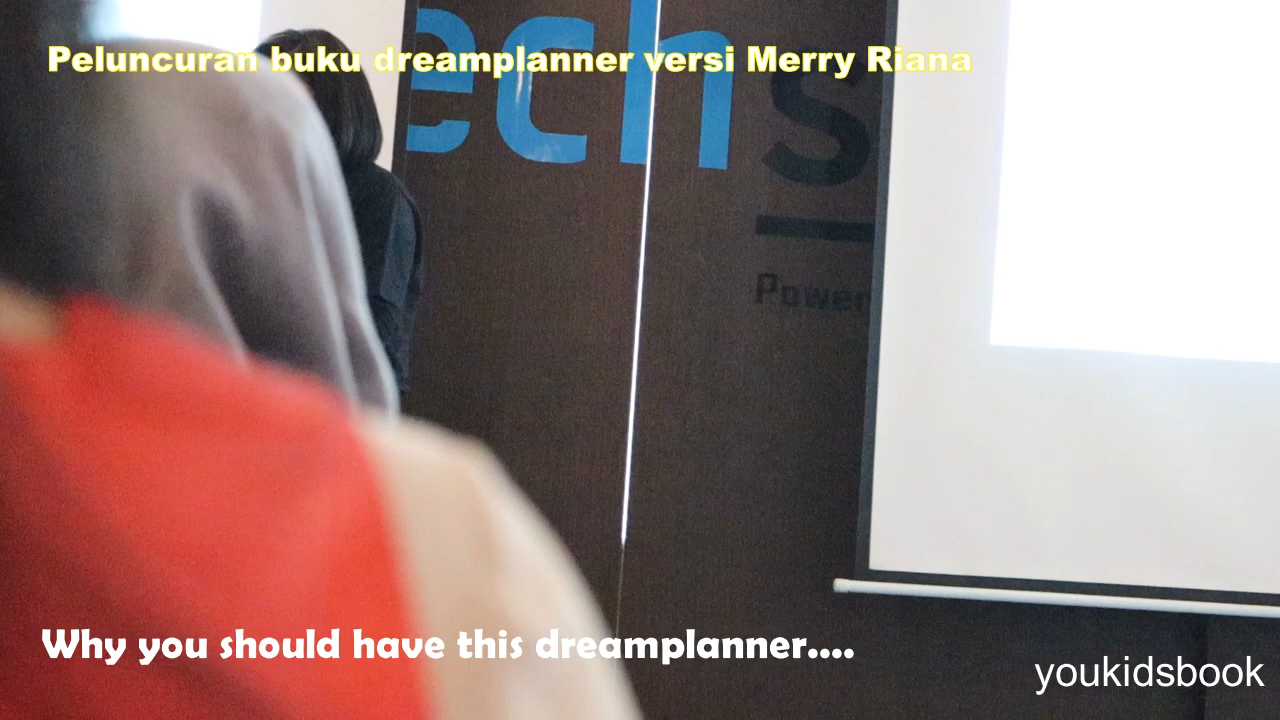 Peluncuran buku dreamplanner versi Merry Riana
ech
s
Power
Why you should have this dreamplanner....
youkidsbook